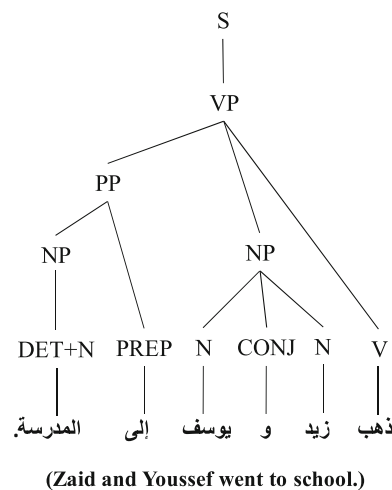 S
VP
PP
NP NP
DET+N PREP N CONJ N V
ذهب زيد و يوسف إلى المدرسة.
(Zaid and Youssef went to school.)